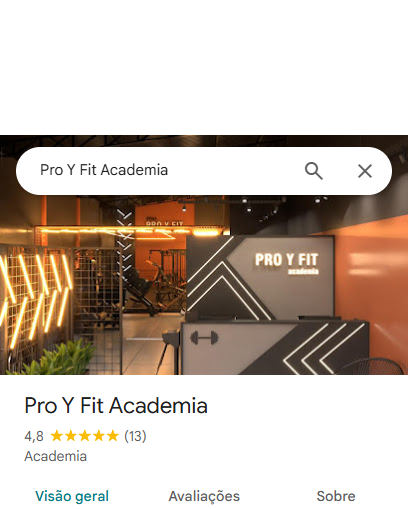 Pro Y Fit Academia
PRO Y FIT
PRO Y FIT
academia
Pro Y Fit Academia
4,8 (13)
Academia
Visão geral Avaliações Sobre